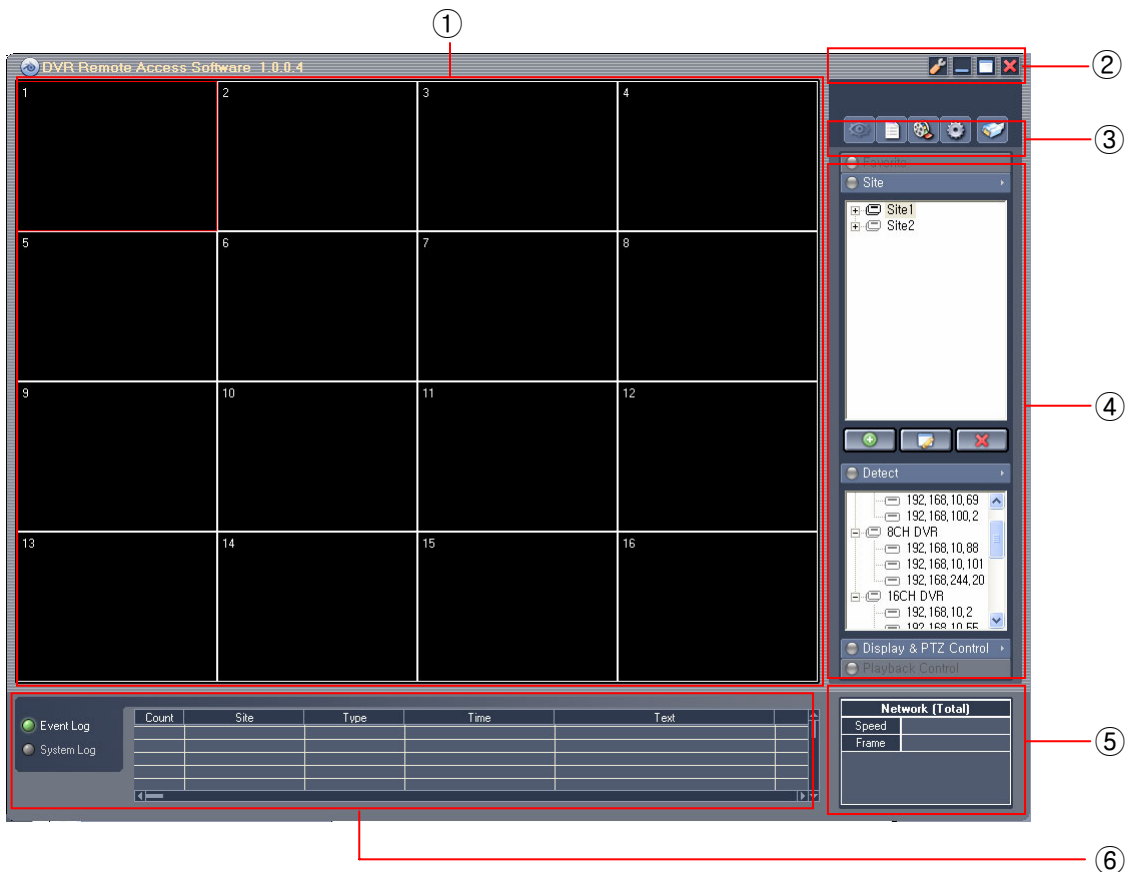 ①
DVR Remote Access Software 1.0.0.4
②
1 2 3 4
③
Favorite
Site
Site1
Site2
5 6 7 8
9 10 11 12
④
Detect
192,168,10,69
192,168,100,2
8CH DVR
192,168,10,88
192,168,10,101
192,168,244,20
16CH DVR
192,168,10,2
192,168,10,55
13 14 15 16
Display & PTZ Control
Playback Control
Event Log
System Log
Count Site Type Time Text
Network (Total)
Speed
Frame
⑤
⑥